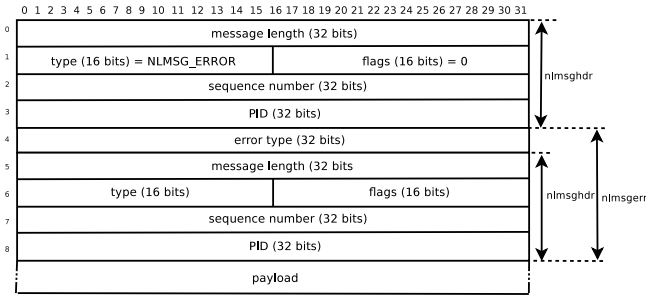 0 1 2 3 4 5 6 7 8 9 10 11 12 13 14 15 16 17 18 19 20 21 22 23 24 25 26 27 28 29 30 31
0 message length (32 bits)
1 type (16 bits) = NLMSG_ERROR flags (16 bits) = 0
nlmsghdr
2 sequence number (32 bits)
3 PID (32 bits)
4 error type (32 bits)
5 message length (32 bits
6 type (16 bits) flags (16 bits)
nlmsghdr nlmsgerr
7 sequence number (32 bits)
8 PID (32 bits)
payload